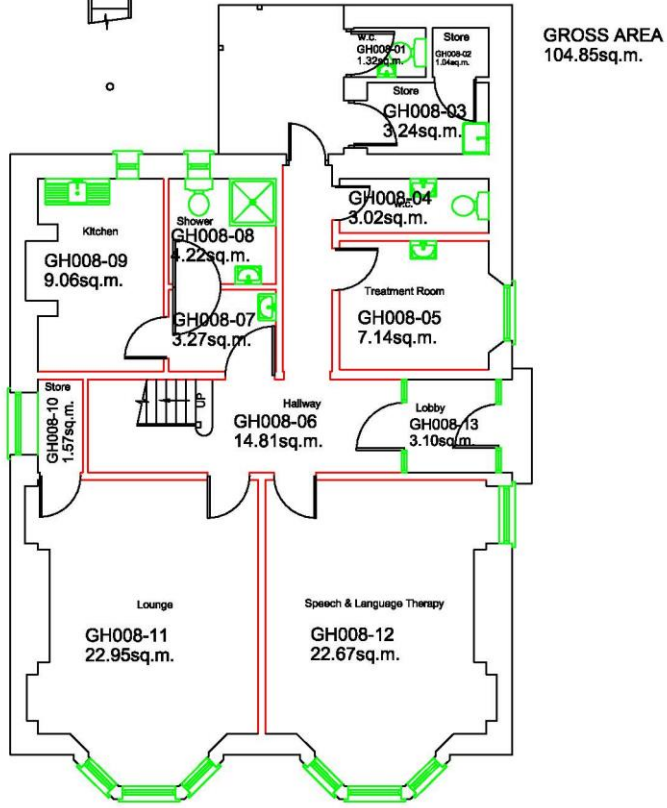 GROSS AREA
104.85sq.m.
w.c.
GH008-01
1.32sq.m.
Store
GH008-02
1.04sq.m.
Store
GH008-03
3.24sq.m.
GH008-04
w.c.
3.02sq.m.
Shower
GH008-08
4.22sq.m.
Kitchen
GH008-09
9.06sq.m.
Treatment Room
GH008-05
7.14sq.m.
GH008-07
3.27sq.m.
Store
GH008-10
1.57sq.m.
UP
Hallway
GH008-06
14.81sq.m.
Lobby
GH008-13
3.10sq.m.
Lounge
GH008-11
22.95sq.m.
Speech & Language Therapy
GH008-12
22.67sq.m.